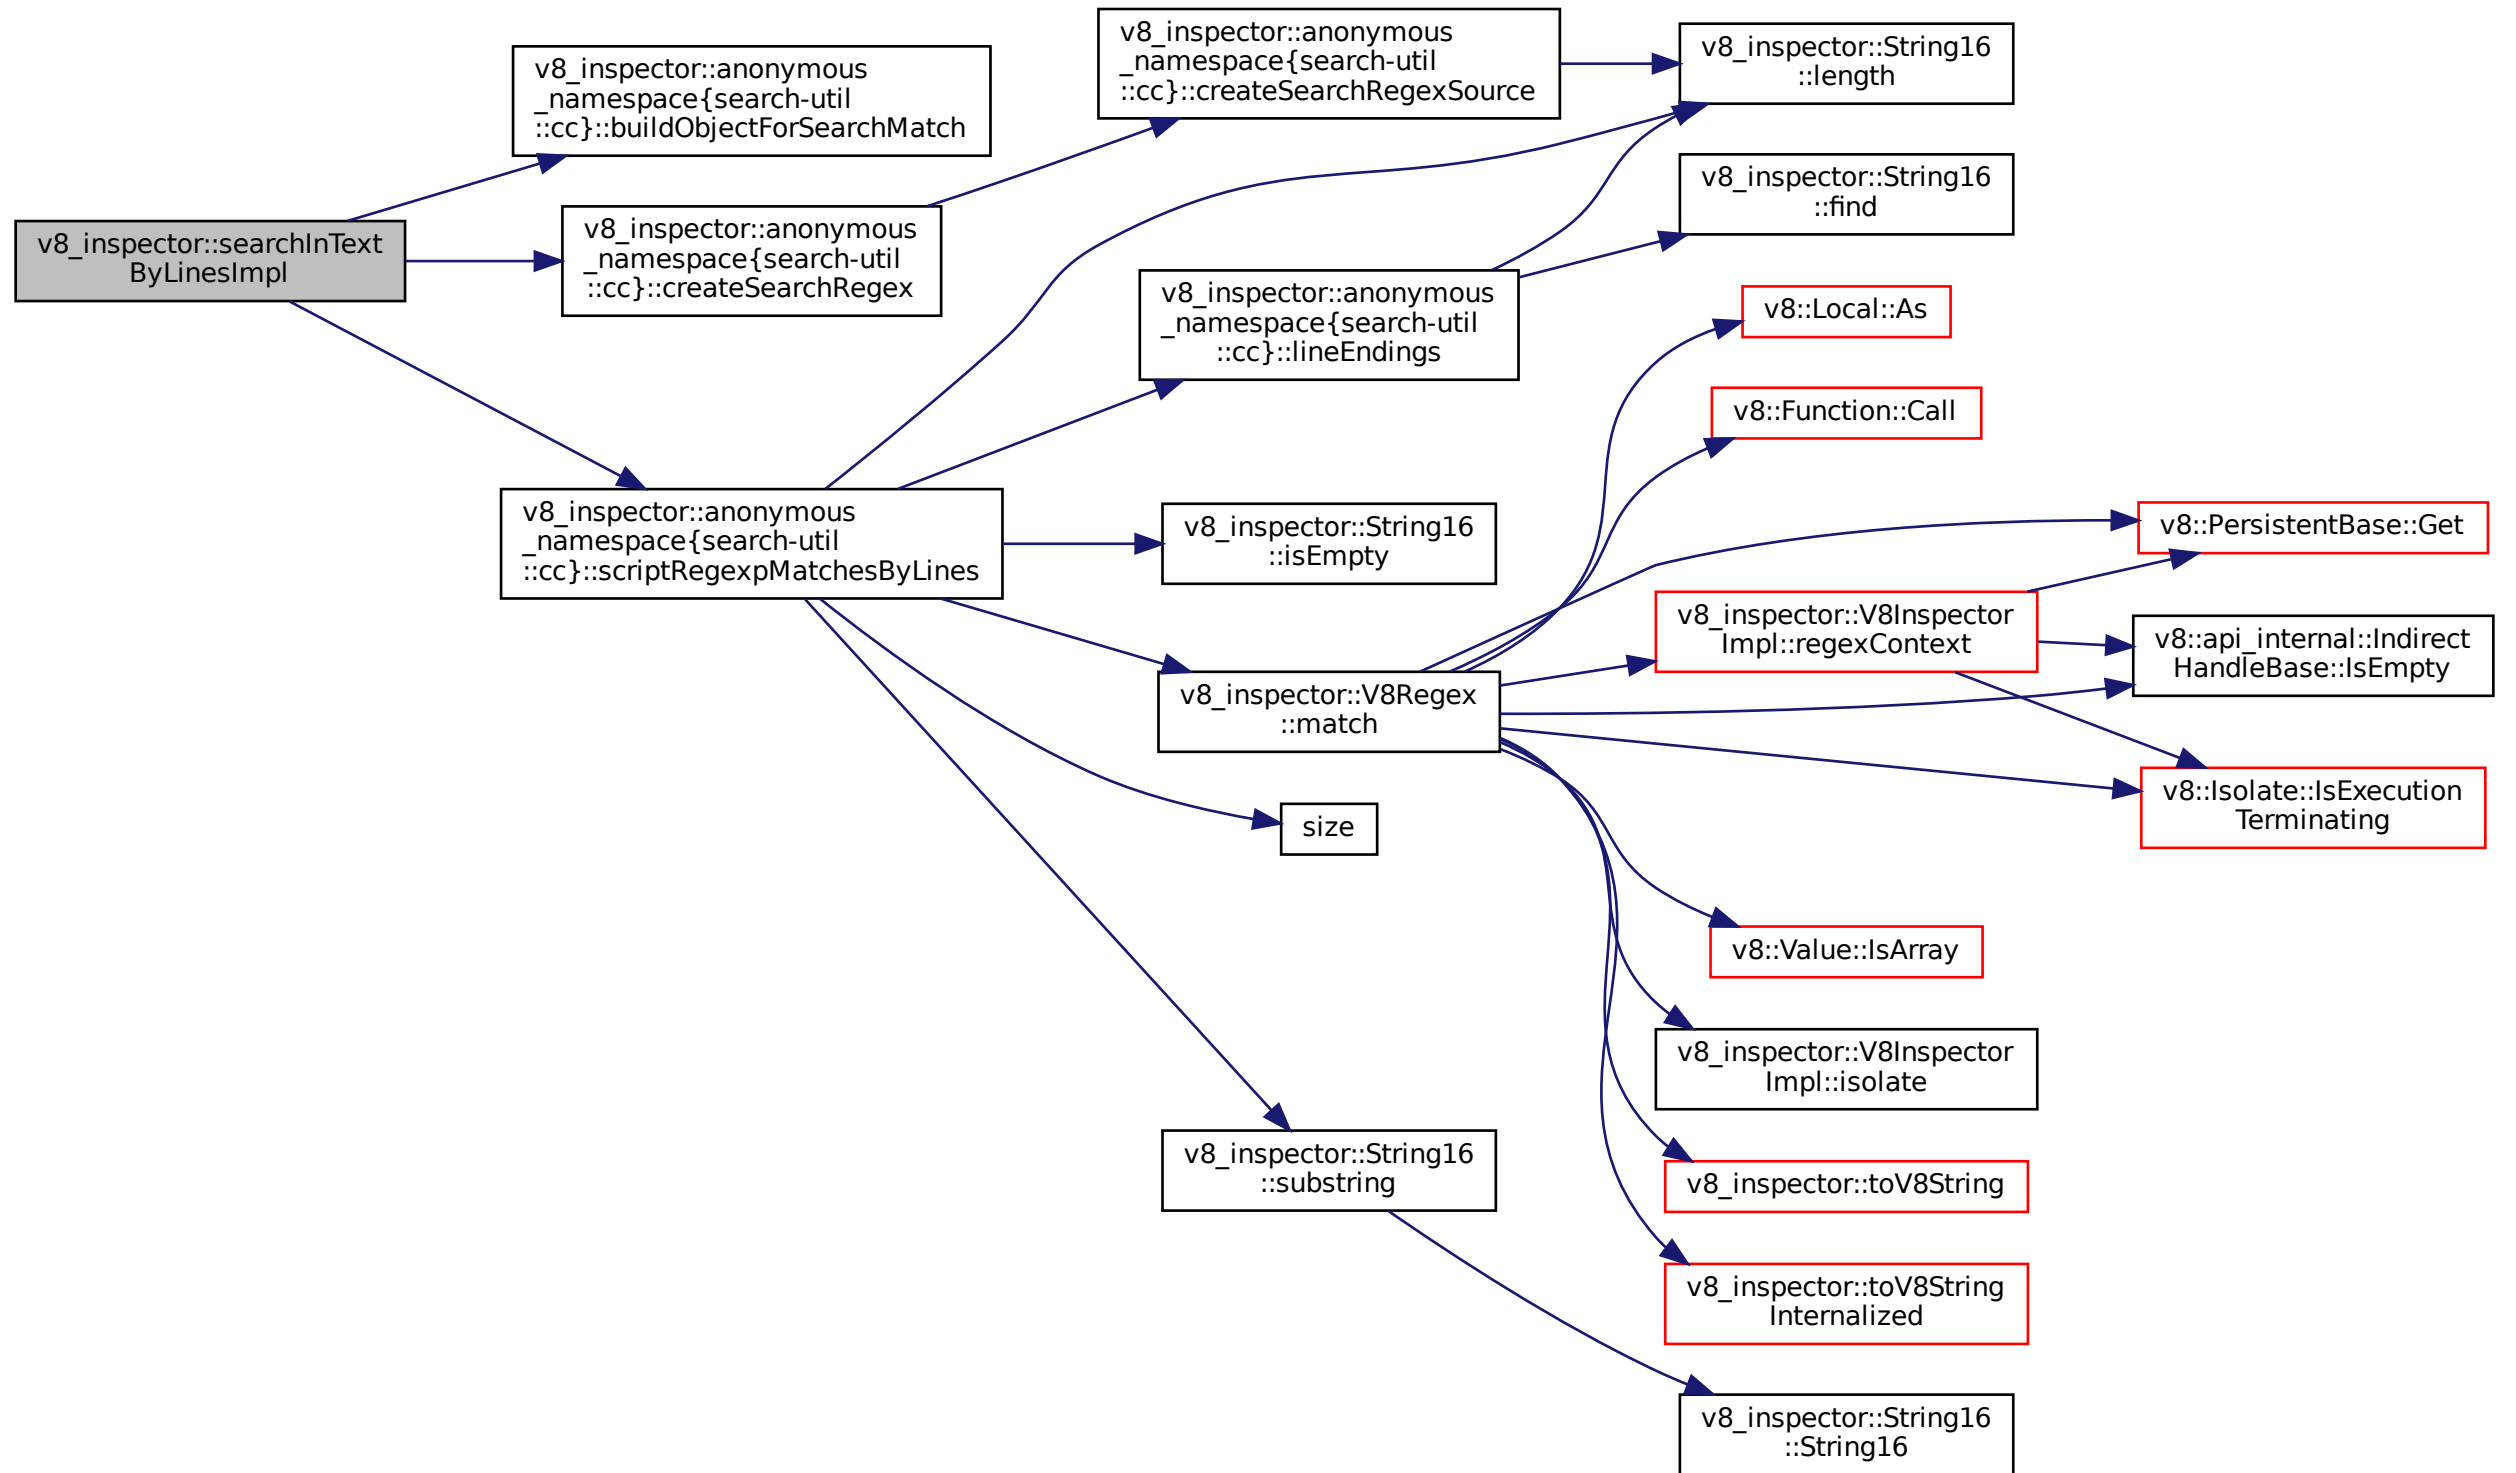 v8_inspector::searchInText
ByLinesImpl
v8_inspector::anonymous
_namespace{search-util
::cc}::buildObjectForSearchMatch
v8_inspector::anonymous
_namespace{search-util
::cc}::createSearchRegex
v8_inspector::anonymous
_namespace{search-util
::cc}::scriptRegexpMatchesByLines
v8_inspector::anonymous
_namespace{search-util
::cc}::createSearchRegexSource
v8_inspector::anonymous
_namespace{search-util
::cc}::lineEndings
v8_inspector::String16
::isEmpty
v8_inspector::V8Regex
::match
size
v8_inspector::String16
::substring
v8_inspector::String16
::length
v8_inspector::String16
::find
v8::Local::As
v8::Function::Call
v8_inspector::V8Inspector
Impl::regexContext
v8::Value::IsArray
v8_inspector::V8Inspector
Impl::isolate
v8_inspector::toV8String
v8_inspector::toV8String
Internalized
v8_inspector::String16
::String16
v8::PersistentBase::Get
v8::api_internal::Indirect
HandleBase::IsEmpty
v8::Isolate::IsExecution
Terminating